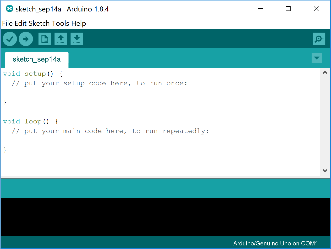 sketch_sep14a | Arduino 1.8.4
File Edit Sketch Tools Help
sketch_sep14a
void setup() {
// put your setup code here, to run once:
}
void loop() {
// put your main code here, to run repeatedly:
}
Arduino/Genuino Uno on COM1